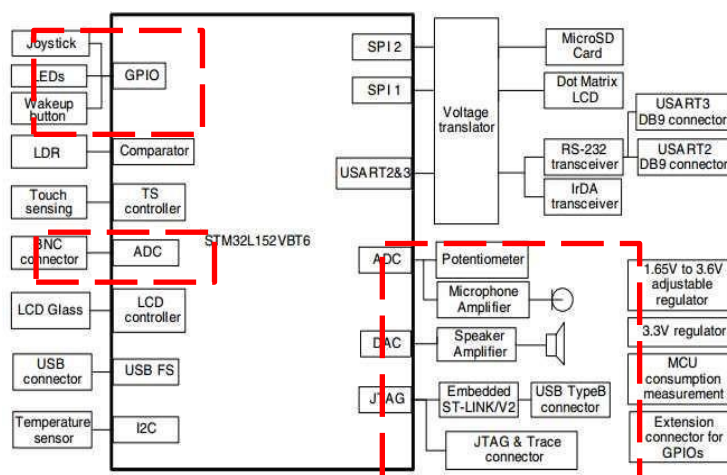 Joystick
LEDs
Wakeup
button
GPIO
LDR
Comparator
Touch
sensing
TS
controller
BNC
connector
ADC
LCD Glass
LCD
controller
USB
connector
USB FS
Temperature
sensor
I2C
STM32L152VBT6
SPI 2
SPI 1
USART2&3
ADC
DAC
JTAG
Voltage
translator
MicroSD
Card
Dot Matrix
LCD
RS-232
transceiver
IrDA
transceiver
USART3
DB9 connector
USART2
DB9 connector
Potentiometer
Microphone
Amplifier
Speaker
Amplifier
Embedded
ST-LINK/V2
USB TypeB
connector
JTAG & Trace
connector
1.65V to 3.6V
adjustable
regulator
3.3V regulator
MCU
consumption
measurement
Extension
connector for
GPIOs